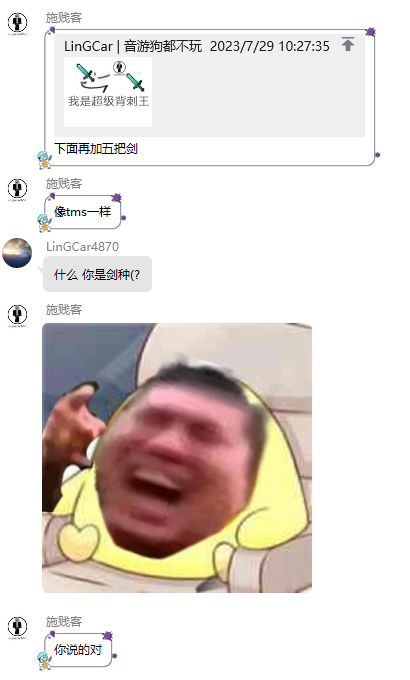 施贱客
LinGCar | 音游狗都不玩 2023/7/29 10:27:35
我是超级背刺王
下面再加五把剑
施贱客
像tms一样
LinGCar4870
什么 你是剑种(?
施贱客
施贱客
你说的对